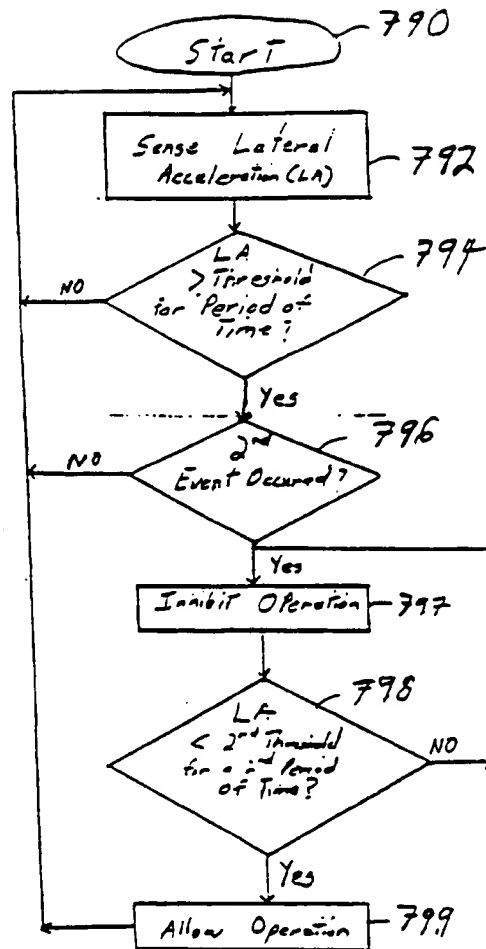 Start
790
Sense Lateral
Acceleration (LA)
792
LA
> Threshold
for Period of
Time?
794
NO
Yes
2nd
Event Occured?
796
NO
Yes
Inhibit Operation
797
LA
< 2nd Threshold
for a 2nd Period
of Time?
798
NO
Yes
Allow Operation
799